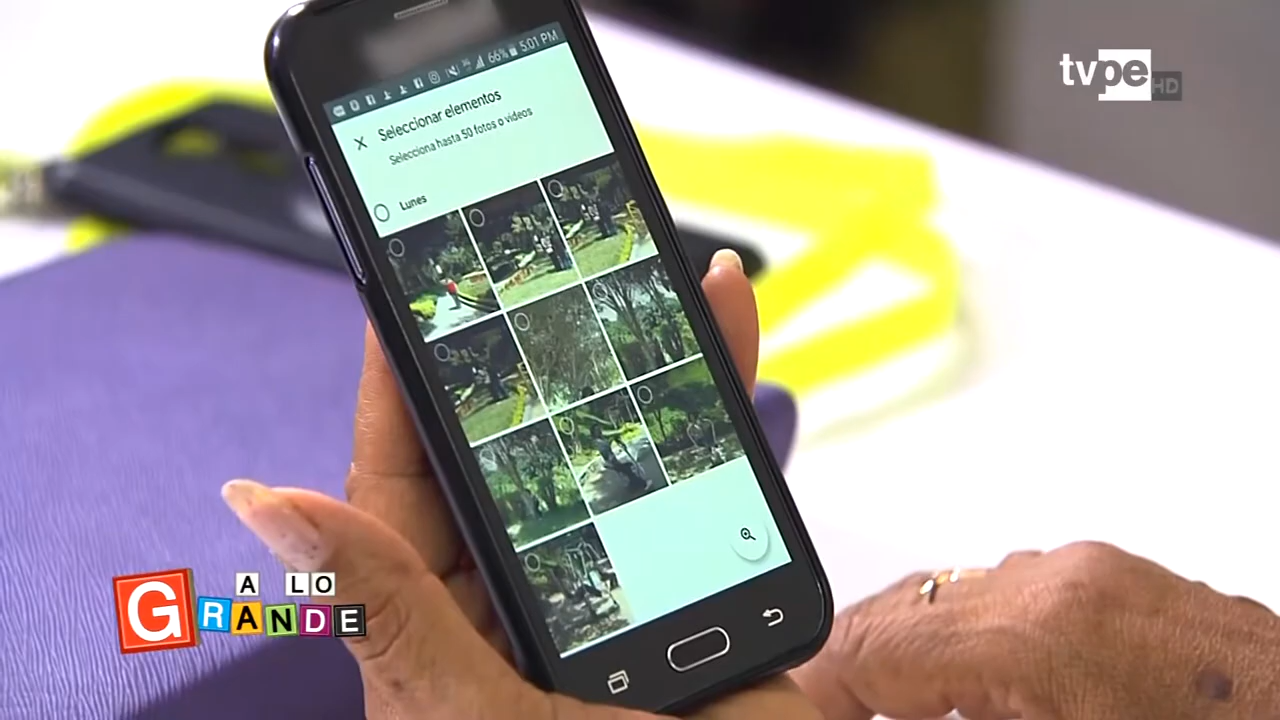 66% 5:01 PM
Seleccionar elementos
Selecciona hasta 50 fotos o videos
Lunes
tvpe HD
G A LO
GRANDE